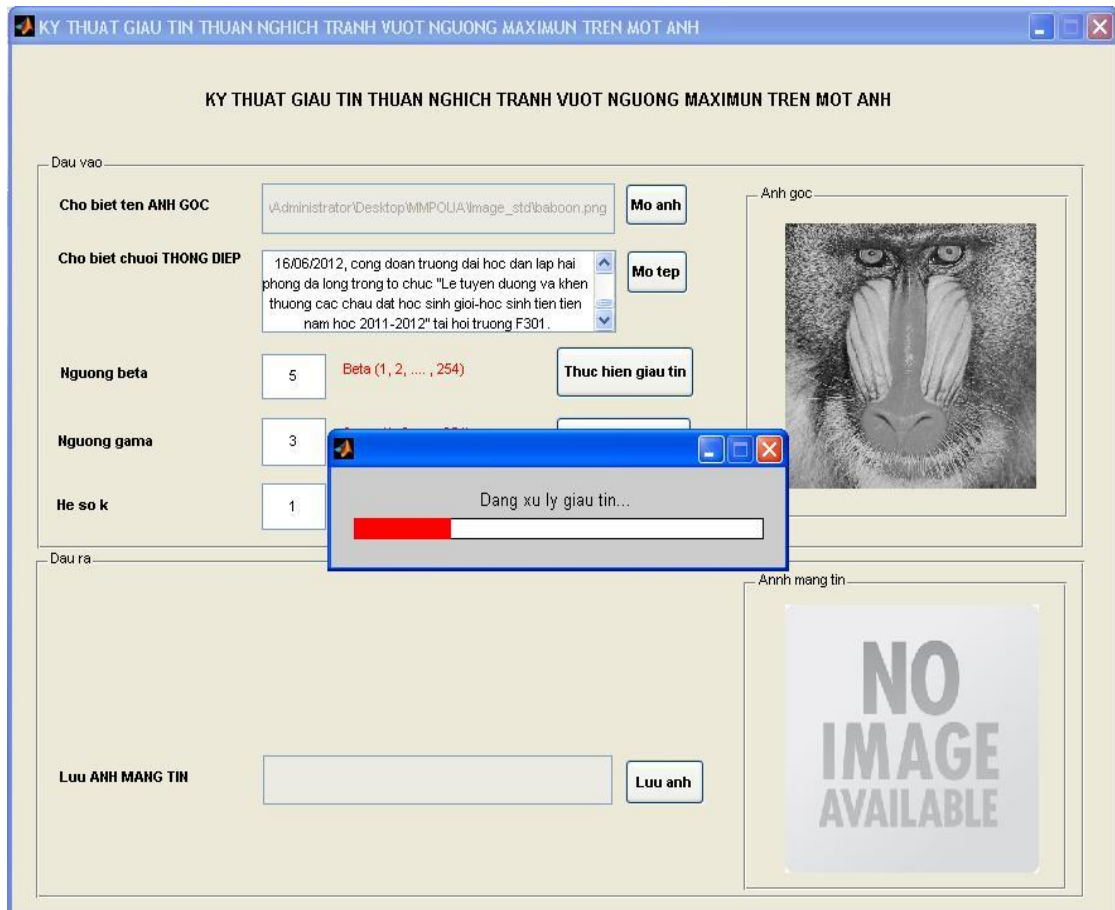 KY THUAT GIAU TIN THUAN NGHICH TRANH VUOT NGUONG MAXIMUN TREN MOT ANH
KY THUAT GIAU TIN THUAN NGHICH TRANH VUOT NGUONG MAXIMUN TREN MOT ANH
Dau vao
Cho biet ten ANH GOC
\Administrator\Desktop\MMPOUA\Image_std\baboon.png
Mo anh
Anh goc
Cho biet chuoi THONG DIEP
16/06/2012, cong doan truong dai hoc dan lap hai
phong da long trong to chuc "Le tuyen duong va khen
thuong cac chau dat hoc sinh gioi-hoc sinh tien tien
nam hoc 2011-2012" tai hoi truong F301.
Mo tep
Nguong beta
5
Beta (1, 2, .... , 254)
Thuc hien giau tin
Nguong gama
3
He so k
1
Dang xu ly giau tin...
Dau ra
Annh mang tin
NO
IMAGE
AVAILABLE
Luu ANH MANG TIN
Luu anh